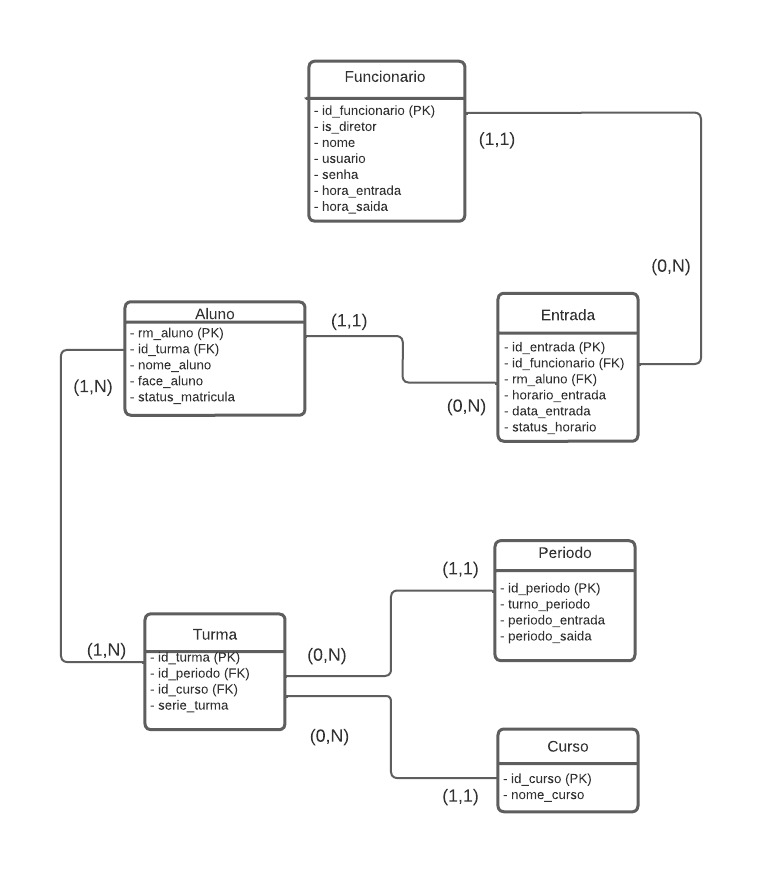 Funcionario
- id_funcionario (PK)
- is_diretor
- nome
- usuario
- senha
- hora_entrada
- hora_saida
(1,1)
(0,N)
Aluno
- rm_aluno (PK)
- id_turma (FK)
- nome_aluno
- face_aluno
- status_matricula
(1,1)
(1,N)
(0,N)
Entrada
- id_entrada (PK)
- id_funcionario (FK)
- rm_aluno (FK)
- horario_entrada
- data_entrada
- status_horario
Periodo
- id_periodo (PK)
- turno_periodo
- periodo_entrada
- periodo_saida
(1,1)
(1,N)
(0,N)
Turma
- id_turma (PK)
- id_periodo (FK)
- id_curso (FK)
- serie_turma
(0,N)
(1,1)
Curso
- id_curso (PK)
- nome_curso